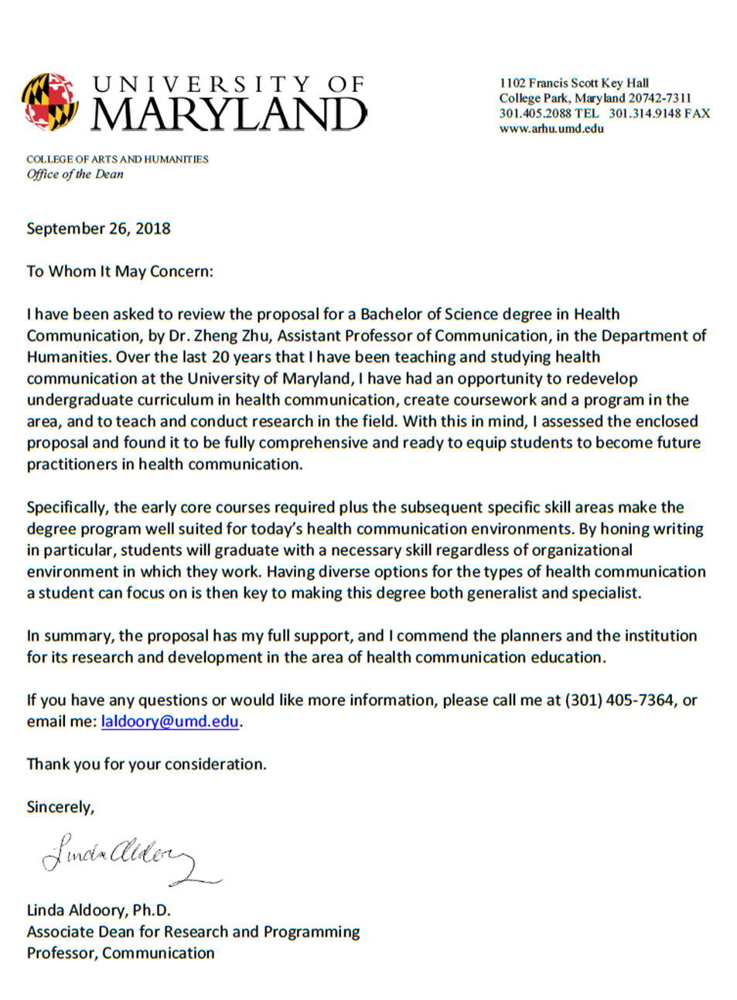 UNIVERSITY OF
MARYLAND
1102 Francis Scott Key Hall
College Park, Maryland 20742-7311
301.405.2088 TEL 301.314.9148 FAX
www.arhu.umd.edu
COLLEGE OF ARTS AND HUMANITIES
Office of the Dean
September 26, 2018
To Whom It May Concern:
I have been asked to review the proposal for a Bachelor of Science degree in Health
Communication, by Dr. Zheng Zhu, Assistant Professor of Communication, in the Department of
Humanities. Over the last 20 years that I have been teaching and studying health
communication at the University of Maryland, I have had an opportunity to redevelop
undergraduate curriculum in health communication, create coursework and a program in the
area, and to teach and conduct research in the field. With this in mind, I assessed the enclosed
proposal and found it to be fully comprehensive and ready to equip students to become future
practitioners in health communication.
Specifically, the early core courses required plus the subsequent specific skill areas make the
degree program well suited for today's health communication environments. By honing writing
in particular, students will graduate with a necessary skill regardless of organizational
environment in which they work. Having diverse options for the types of health communication
a student can focus on is then key to making this degree both generalist and specialist.
In summary, the proposal has my full support, and I commend the planners and the institution
for its research and development in the area of health communication education.
If you have any questions or would like more information, please call me at (301) 405-7364, or
email me: laldoory@umd.edu.
Thank you for your consideration.
Sincerely,
Linda Aldoory
Linda Aldoory, Ph.D.
Associate Dean for Research and Programming
Professor, Communication